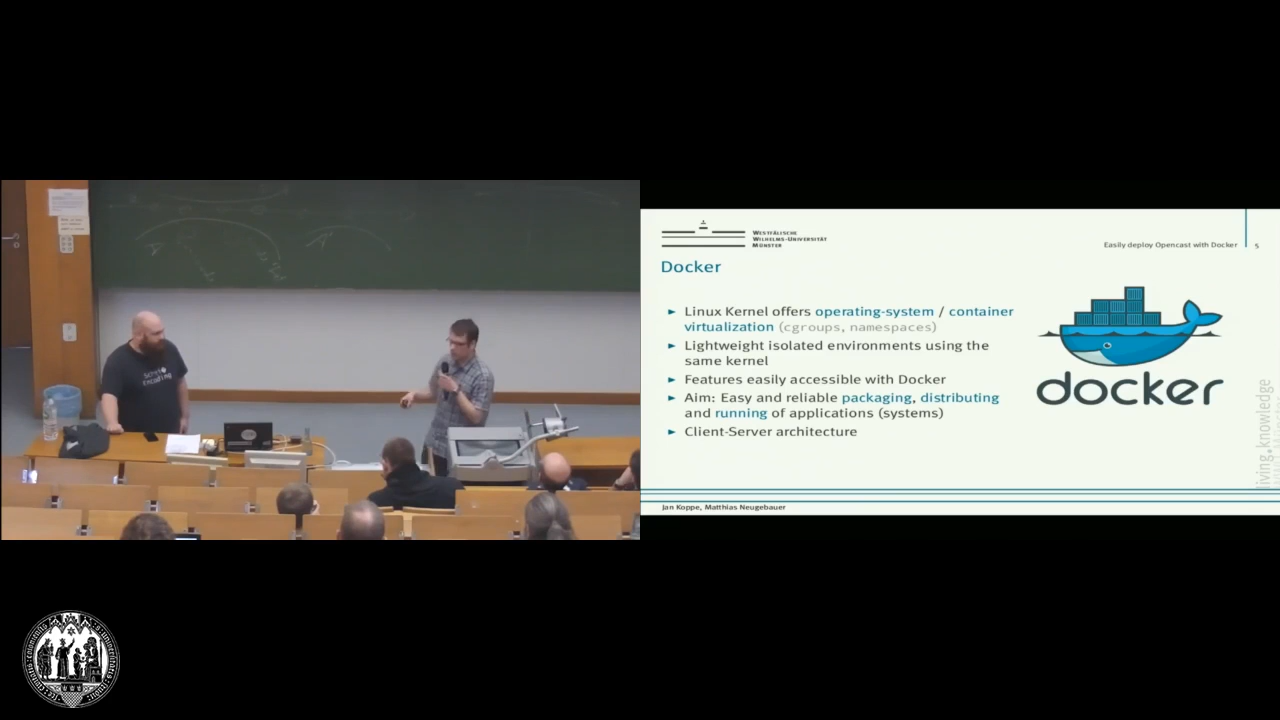 Script
Encoding
WESTFÄLISCHE
WILHELMS-UNIVERSITÄT
MÜNSTER
Easily deploy Opencast with Docker
5
Docker
► Linux Kernel offers operating-system / container
virtualization (cgroups, namespaces)
► Lightweight isolated environments using the
same kernel
► Features easily accessible with Docker
► Aim: Easy and reliable packaging, distributing
and running of applications (systems)
► Client-Server architecture
docker
living.knowledge
Jan Koppe, Matthias Neugebauer